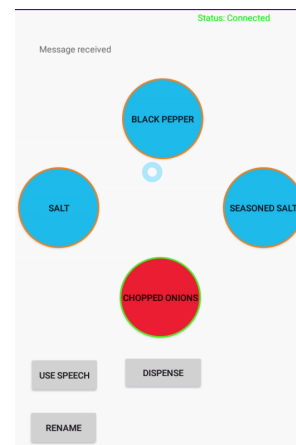 Status: Connected
Message received
BLACK PEPPER
SALT
SEASONED SALT
CHOPPED ONIONS
USE SPEECH
DISPENSE
RENAME